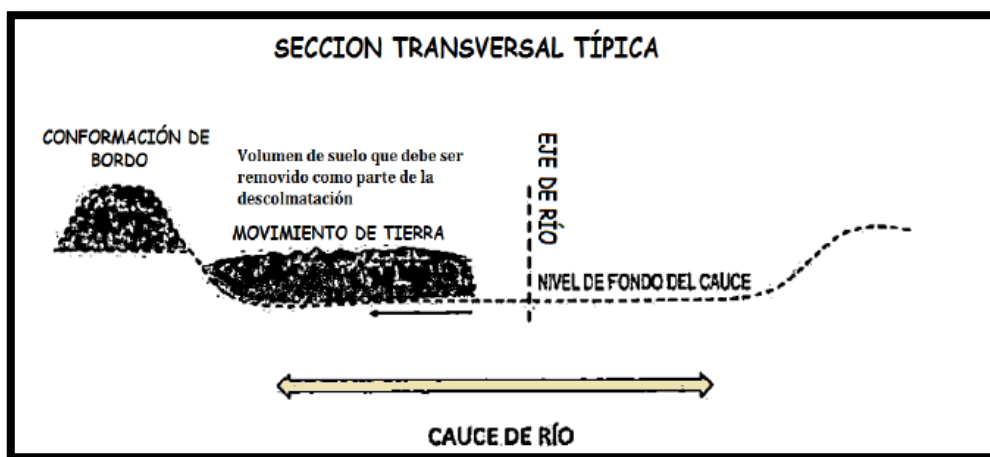 SECCION TRANSVERSAL TÍPICA
CONFORMACIÓN DE
BORDO
Volumen de suelo que debe ser
removido como parte de la
descolmatación
MOVIMIENTO DE TIERRA
EJE DE RÍO
NIVEL DE FONDO DEL CAUCE
CAUCE DE RÍO